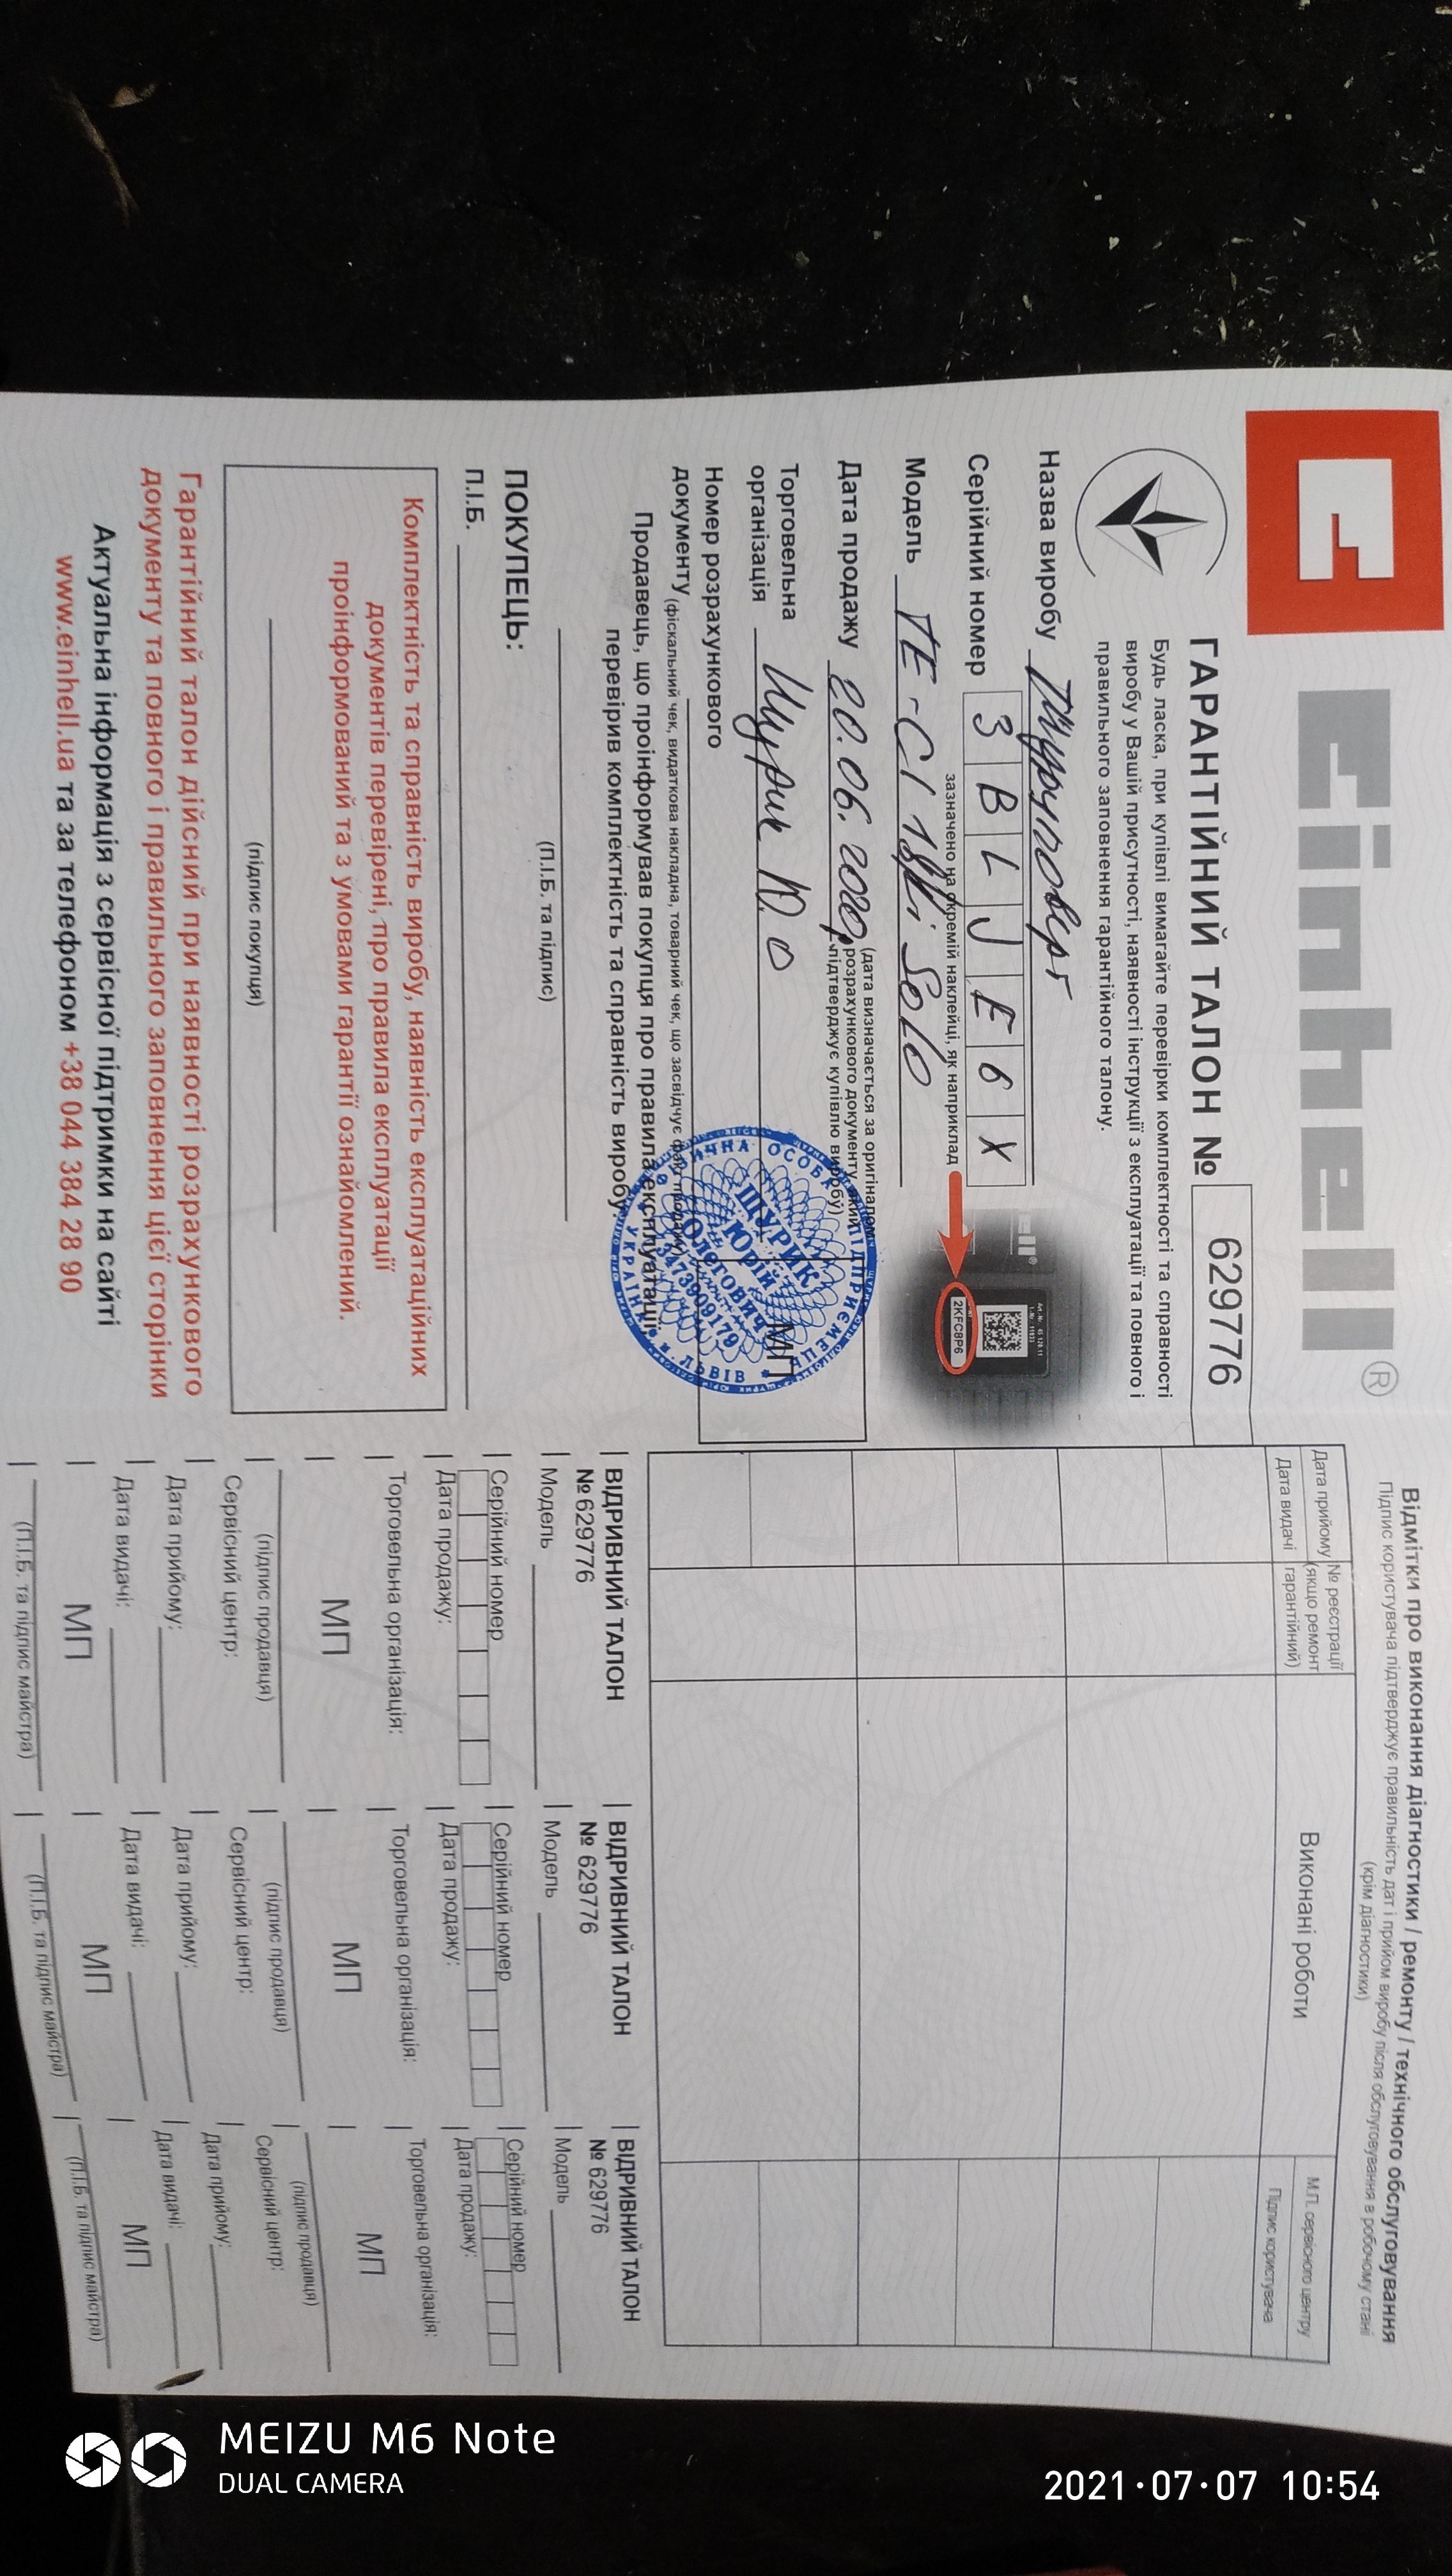 einhell®
ГАРАНТІЙНИЙ ТАЛОН № 629776
Будь ласка, при купівлі вимагайте перевірки комплектності та справності
виробу у Вашій присутності, наявності інструкції з експлуатації та повного і
правильного заповнення гарантійного талону.
Назва виробу Шуруповерт
Серійний номер 3 B L J E 6 X
зазначено на окремій наклейці, як наприклад
2KFC8P6
Модель TE-CI 18 Li Solo
Дата продажу 20.06.2020р
(дата визначається за оригіналом
розрахункового документу, який
підтверджує купівлю виробу)
Торговельна
організація Щурик Ю.О
МП
Номер розрахункового
документу (фіскальний чек, видаткова накладна, товарний чек, що засвідчує факт продажу)
Продавець, що проінформував покупця про правила експлуатації,
перевірив комплектність та справність виробу
(П.І.Б. та підпис)
ФІЗИЧНА ОСОБА ПІДПРИЄМЕЦЬ
ЩУРИК
Юрій
Олегович
3473909179
УКРАЇНА м. ЛЬВІВ
ПОКУПЕЦЬ:
П.І.Б.
Комплектність та справність виробу, наявність експлуатаційних
документів перевірені, про правила експлуатації
проінформований та з умовами гарантії ознайомлений.
(підпис покупця)
Гарантійний талон дійсний при наявності розрахункового
документу та повного і правильного заповнення цієї сторінки
Актуальна інформація з сервісної підтримки на сайті
www.einhell.ua та за телефоном +38 044 384 28 90
Відмітки про виконання діагностики / ремонту / технічного обслуговування
Підпис користувача підтверджує правильність дат і прийом виробу після обслуговування в робочому стані
(крім діагностики)
Дата прийому
Дата видачі
№ реєстрації
(якщо ремонт
гарантійний)
Виконані роботи
М.П. сервісного центру
Підпис користувача
ВІДРИВНИЙ ТАЛОН
№ 629776
Модель
Серійний номер
Дата продажу:
Торговельна організація:
МП
(підпис продавця)
Сервісний центр:
Дата прийому:
Дата видачі:
МП
(П.І.Б. та підпис майстра)
ВІДРИВНИЙ ТАЛОН
№ 629776
Модель
Серійний номер
Дата продажу:
Торговельна організація:
МП
(підпис продавця)
Сервісний центр:
Дата прийому:
Дата видачі:
МП
(П.І.Б. та підпис майстра)
ВІДРИВНИЙ ТАЛОН
№ 629776
Модель
Серійний номер
Дата продажу:
Торговельна організація:
МП
(підпис продавця)
Сервісний центр:
Дата прийому:
Дата видачі:
МП
(П.І.Б. та підпис майстра)
MEIZU M6 Note
DUAL CAMERA
2021·07·07 10:54